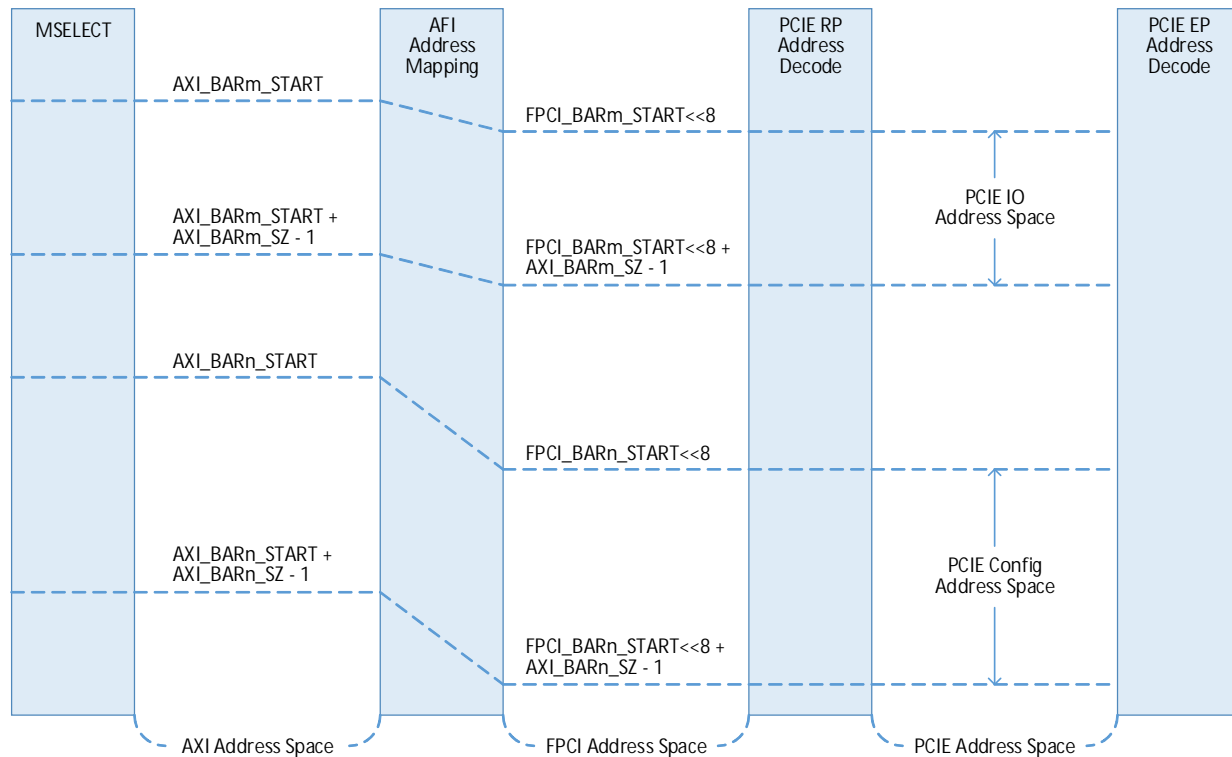 MSELECT
AFI
Address
Mapping
PCIE RP
Address
Decode
PCIE EP
Address
Decode
AXI_BARm_START
FPCI_BARm_START<<8
PCIE IO
Address Space
AXI_BARm_START +
AXI_BARm_SZ - 1
FPCI_BARm_START<<8 +
AXI_BARm_SZ - 1
AXI_BARn_START
FPCI_BARn_START<<8
AXI_BARn_START +
AXI_BARn_SZ - 1
PCIE Config
Address Space
FPCI_BARn_START<<8 +
AXI_BARn_SZ - 1
AXI Address Space
FPCI Address Space
PCIE Address Space